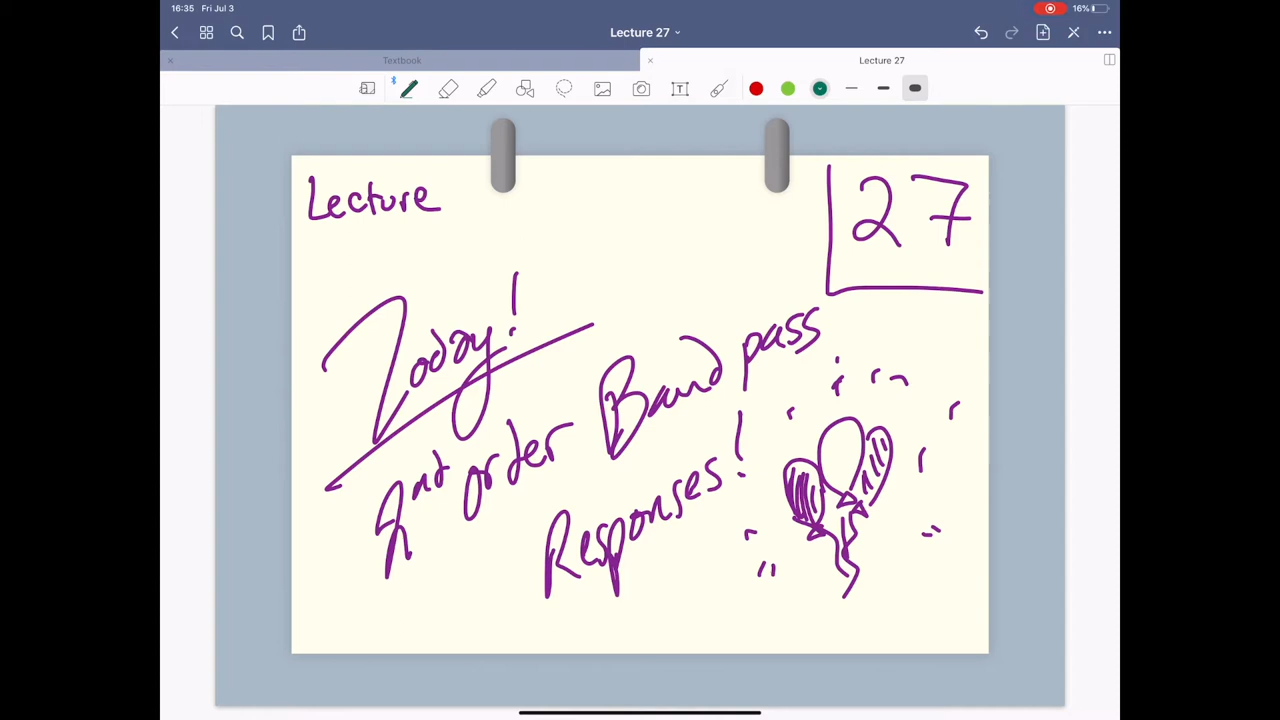 16:35 Fri Jul 3
16%
Lecture 27
Textbook
Lecture 27
T
Lecture
27
Today!
2nd order Band pass
Responses!